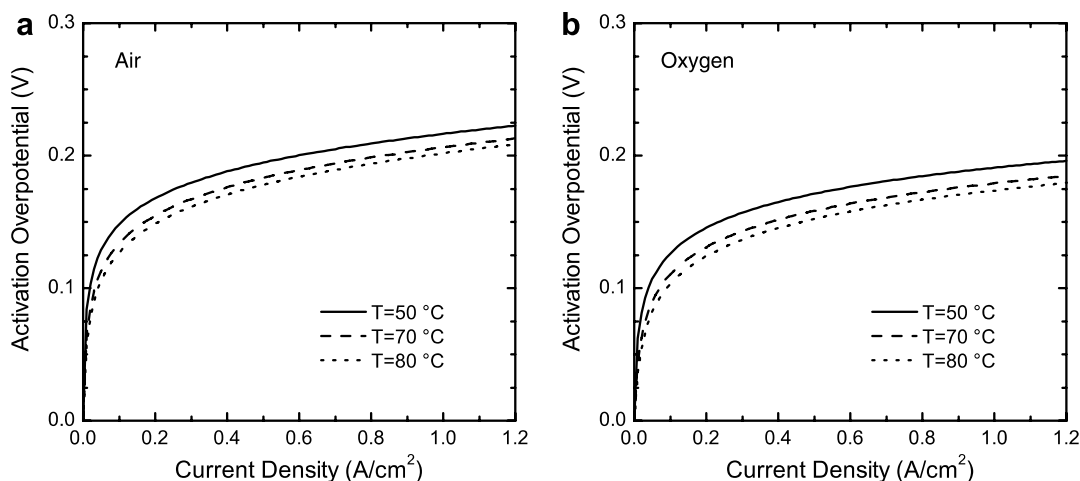 a
Air
Activation Overpotential (V)
0.3
0.2
0.1
0.0
T=50 °C
T=70 °C
T=80 °C
0.0 0.2 0.4 0.6 0.8 1.0 1.2
Current Density (A/cm²)
b
Oxygen
Activation Overpotential (V)
0.3
0.2
0.1
0.0
T=50 °C
T=70 °C
T=80 °C
0.0 0.2 0.4 0.6 0.8 1.0 1.2
Current Density (A/cm²)